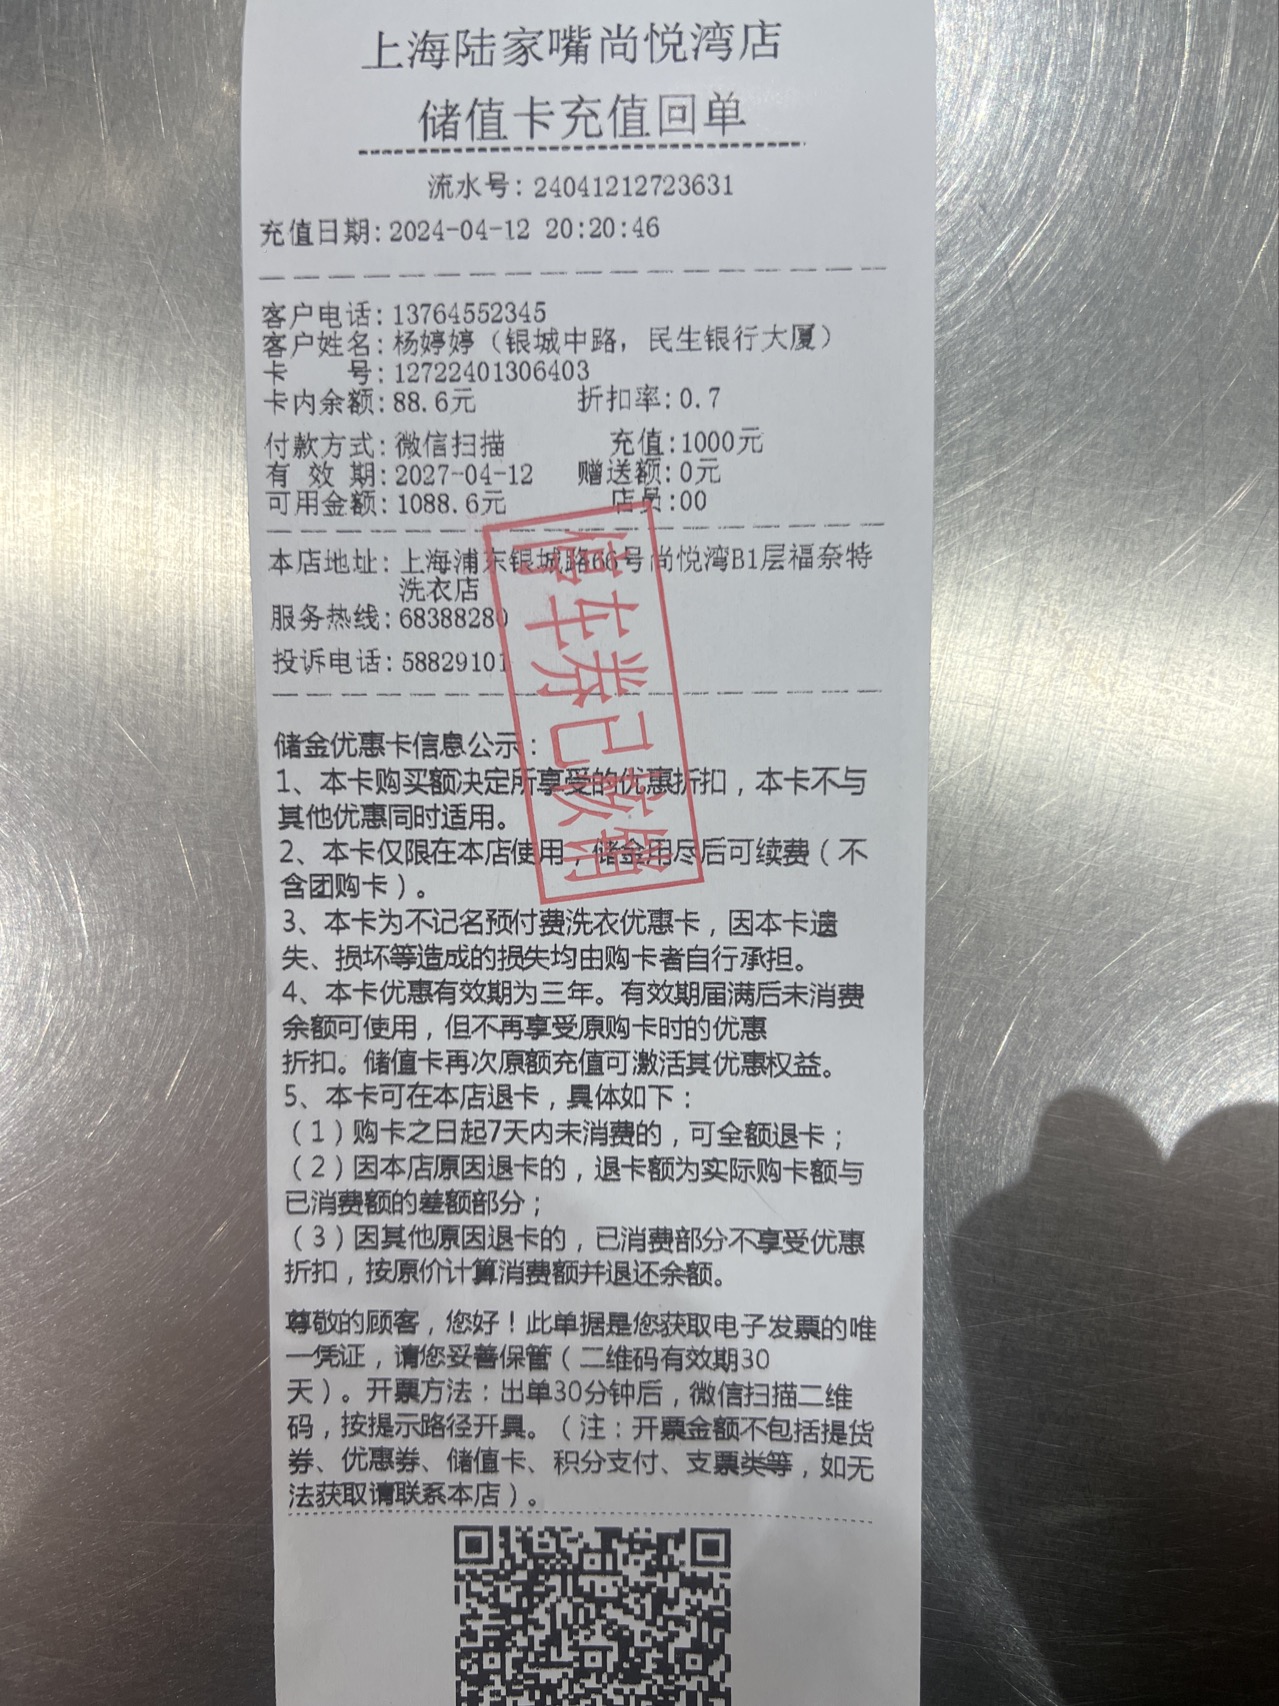 上海陆家嘴尚悦湾店
储值卡充值回单
流水号:24041212723631
充值日期:2024-04-12 20:20:46
客户电话:13764552345
客户姓名:杨婷婷（银城中路，民生银行大厦）
卡 号:12722401306403
卡内余额:88.6元 折扣率:0.7
付款方式:微信扫描 充值:1000元
有 效 期:2027-04-12 赠送额:0元
可用金额:1088.6元 店员:00
本店地址:上海浦东银城路66号尚悦湾B1层福奈特
洗衣店
服务热线:68388280
投诉电话:58829101
停车券已核销
储金优惠卡信息公示：
1、本卡购买额决定所享受的优惠折扣，本卡不与
其他优惠同时适用。
2、本卡仅限在本店使用，储金用尽后可续费（不
含团购卡）。
3、本卡为不记名预付费洗衣优惠卡，因本卡遗
失、损坏等造成的损失均由购卡者自行承担。
4、本卡优惠有效期为三年。有效期届满后未消费
余额可使用，但不再享受原购卡时的优惠
折扣。储值卡再次原额充值可激活其优惠权益。
5、本卡可在本店退卡，具体如下：
（1）购卡之日起7天内未消费的，可全额退卡；
（2）因本店原因退卡的，退卡额为实际购卡额与
已消费额的差额部分；
（3）因其他原因退卡的，已消费部分不享受优惠
折扣，按原价计算消费额并退还余额。
尊敬的顾客，您好！此单据是您获取电子发票的唯
一凭证，请您妥善保管（二维码有效期30
天）。开票方法：出单30分钟后，微信扫描二维
码，按提示路径开具。（注：开票金额不包括提货
券、优惠券、储值卡、积分支付、支票类等，如无
法获取请联系本店）。